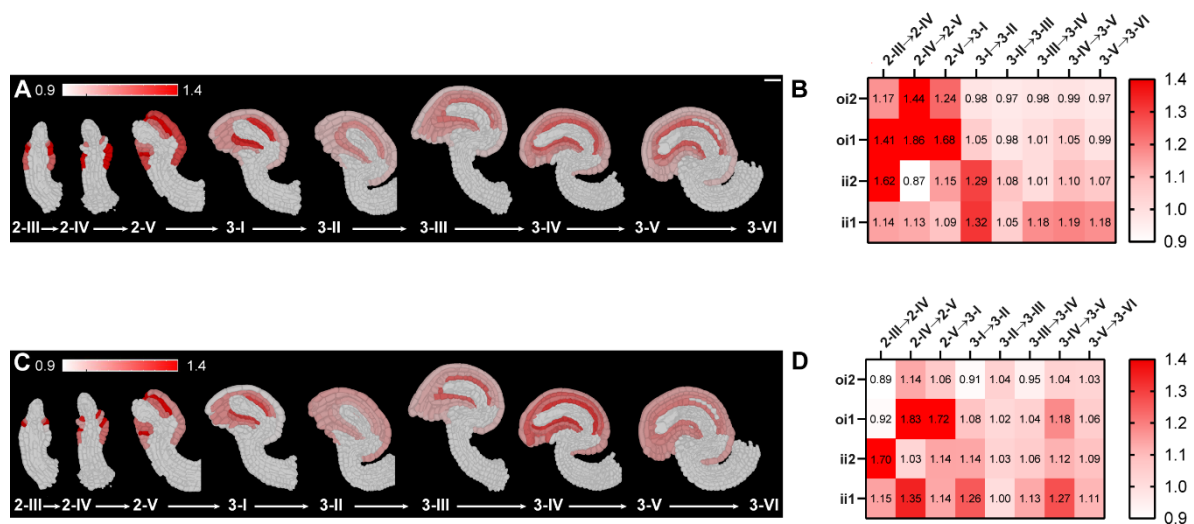 A
0.9 1.4
2-III→2-IV → 2-V → 3-I → 3-II → 3-III → 3-IV → 3-V → 3-VI
B
2-III→2-IV
2-IV→2-V
2-V→3-I
3-I→3-II
3-II→3-III
3-III→3-IV
3-IV→3-V
3-V→3-VI
oi2 1.17 1.44 1.24 0.98 0.97 0.98 0.99 0.97
oi1 1.41 1.86 1.68 1.05 0.98 1.01 1.05 0.99
ii2 1.62 0.87 1.15 1.29 1.08 1.01 1.10 1.07
ii1 1.14 1.13 1.09 1.32 1.05 1.18 1.19 1.18
1.4
1.3
1.2
1.1
1.0
0.9
C
0.9 1.4
2-III→2-IV → 2-V → 3-I → 3-II → 3-III → 3-IV → 3-V → 3-VI
D
2-III→2-IV
2-IV→2-V
2-V→3-I
3-I→3-II
3-II→3-III
3-III→3-IV
3-IV→3-V
3-V→3-VI
oi2 0.89 1.14 1.06 0.91 1.04 0.95 1.04 1.03
oi1 0.92 1.83 1.72 1.08 1.02 1.04 1.18 1.06
ii2 1.70 1.03 1.14 1.14 1.03 1.06 1.12 1.09
ii1 1.15 1.35 1.14 1.26 1.00 1.13 1.27 1.11
1.4
1.3
1.2
1.1
1.0
0.9